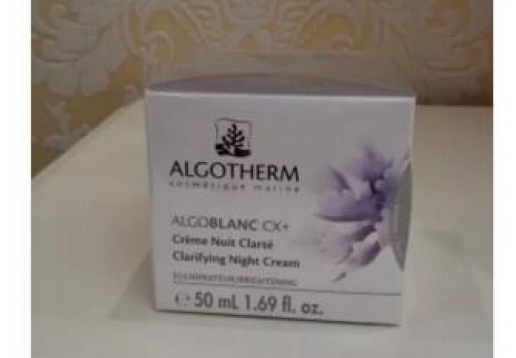 ALGOTHERM
cosmétique marine
ALGOBLANC CX+
Crème Nuit Clarté
Clarifying Night Cream
ILLUMINATEUR/BRIGHTENING
℮ 50 mL 1.69 fl. oz.